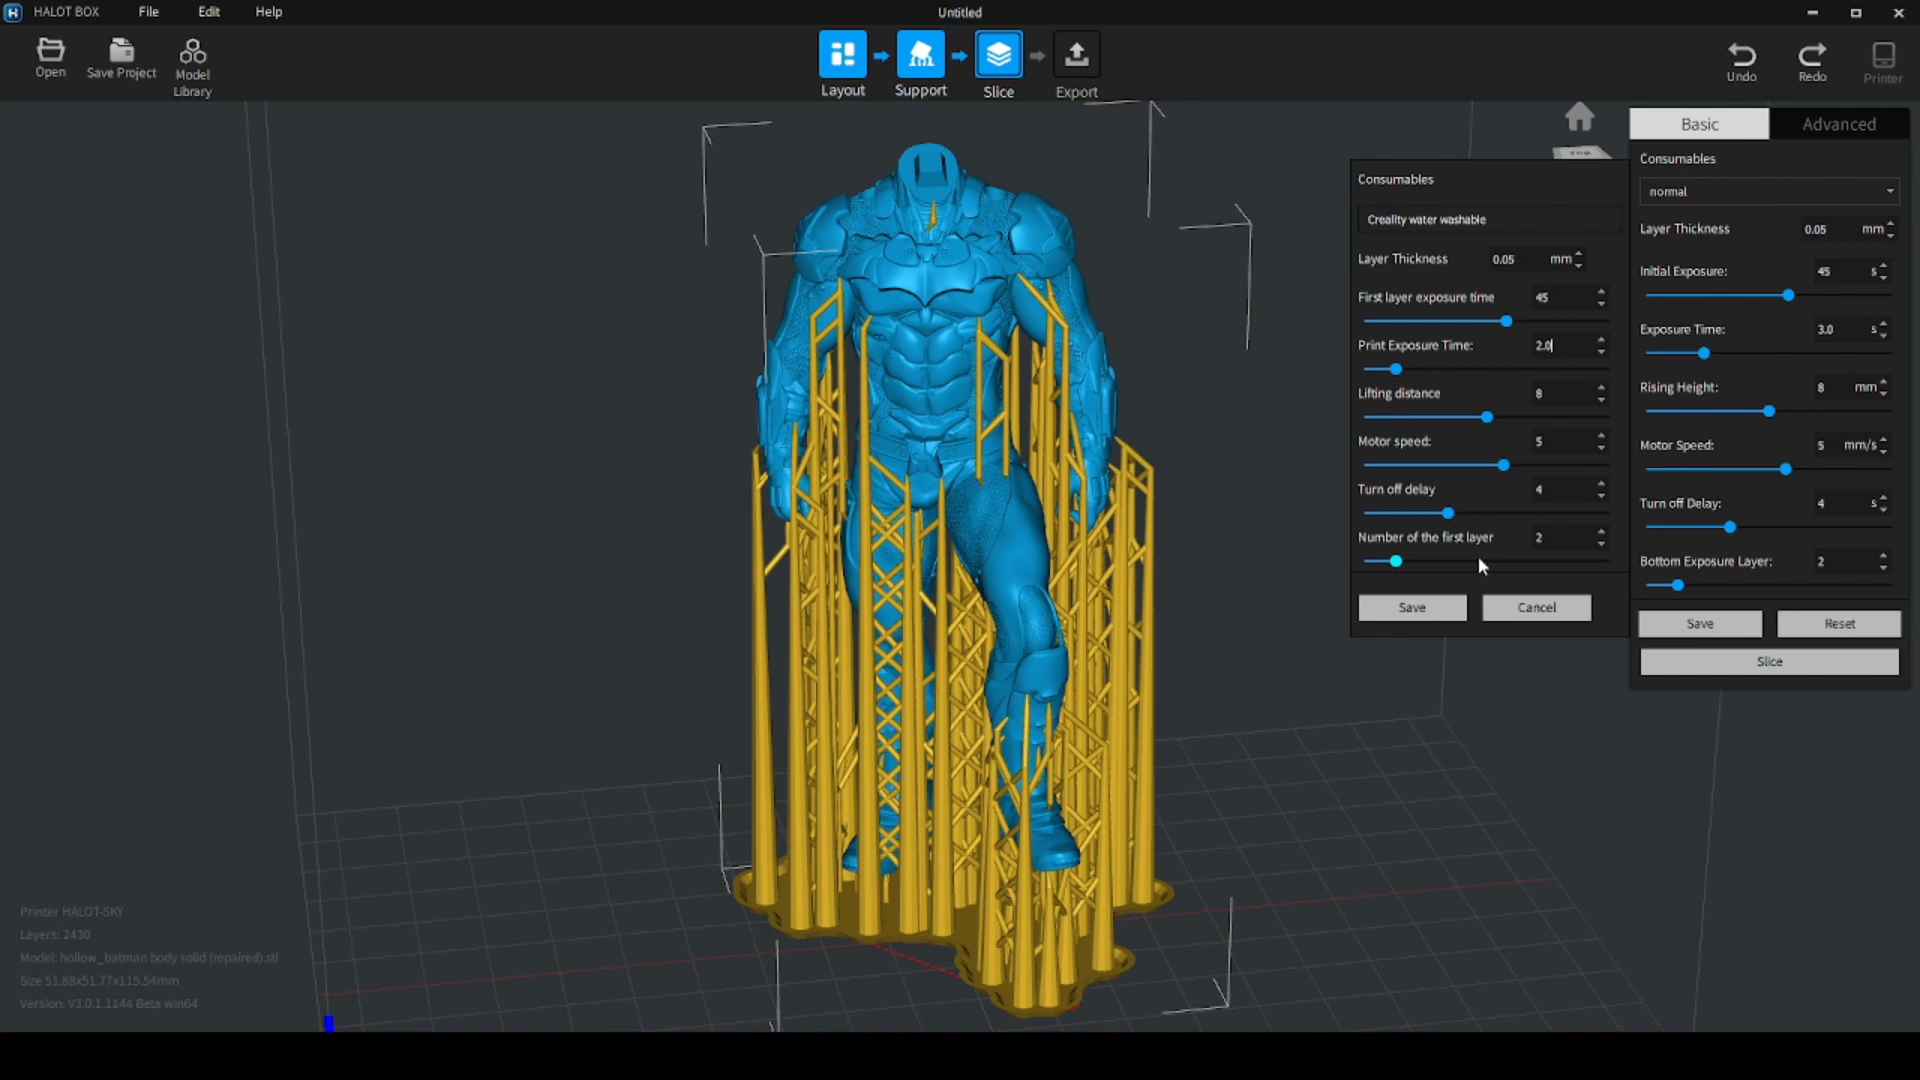 HALOT BOX File Edit Help Untitled
Open Save Project Model Library
Layout Support Slice Export
Undo Redo Printer
Consumables
Creality water washable
Layer Thickness 0.05 mm
First layer exposure time 45
Print Exposure Time: 2.0
Lifting distance 8
Motor speed: 5
Turn off delay 4
Number of the first layer 2
Save Cancel
Basic Advanced
Consumables
normal
Layer Thickness 0.05 mm
Initial Exposure: 45 s
Exposure Time: 3.0 s
Rising Height: 8 mm
Motor Speed: 5 mm/s
Turn off Delay: 4 s
Bottom Exposure Layer: 2
Save Reset
Slice
Printer HALOT-SKY
Layers: 2430
Model: hollow_batman body solid (repaired).stl
Size 51.88x51.77x115.54mm
Version: V3.0.1.1144 Beta win64